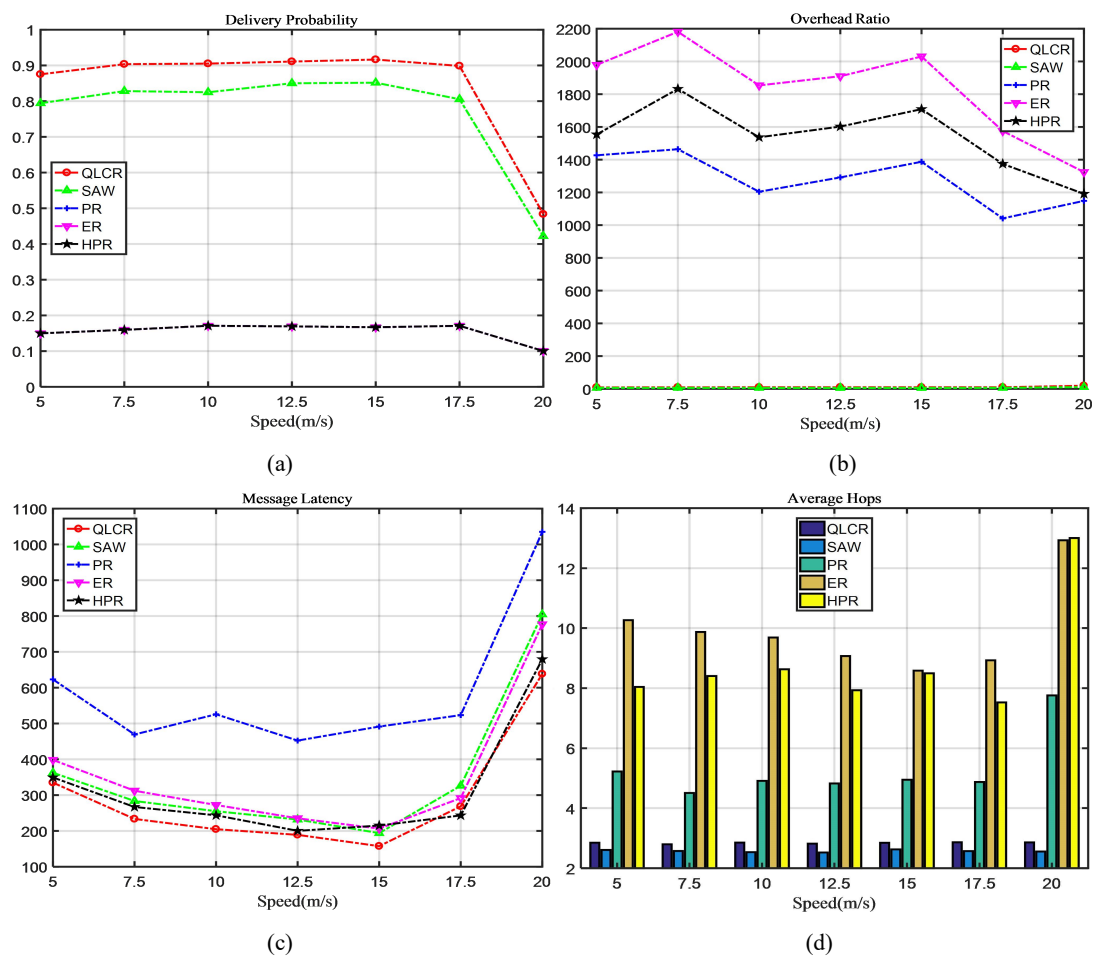 Delivery Probability
1
0.9
0.8
0.7
0.6
0.5
0.4
0.3
0.2
0.1
0
QLCR
SAW
PR
ER
HPR
5 7.5 10 12.5 15 17.5 20
Speed(m/s)
(a)
Overhead Ratio
2200
2000
1800
1600
1400
1200
1000
800
600
400
200
0
QLCR
SAW
PR
ER
HPR
5 7.5 10 12.5 15 17.5 20
Speed(m/s)
(b)
Message Latency
1100
1000
900
800
700
600
500
400
300
200
100
QLCR
SAW
PR
ER
HPR
5 7.5 10 12.5 15 17.5 20
Speed(m/s)
(c)
Average Hops
14
12
10
8
6
4
2
QLCR
SAW
PR
ER
HPR
5 7.5 10 12.5 15 17.5 20
Speed(m/s)
(d)